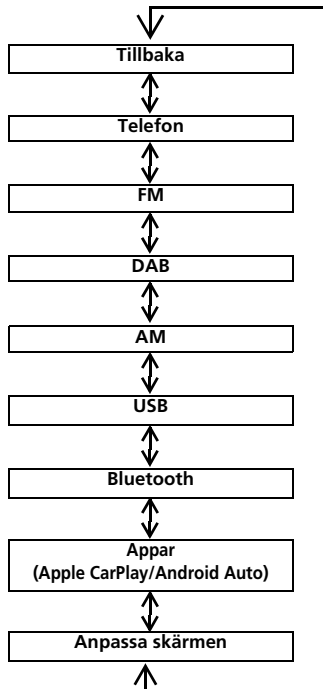 Tillbaka
Telefon
FM
DAB
AM
USB
Bluetooth
Appar
(Apple CarPlay/Android Auto)
Anpassa skärmen